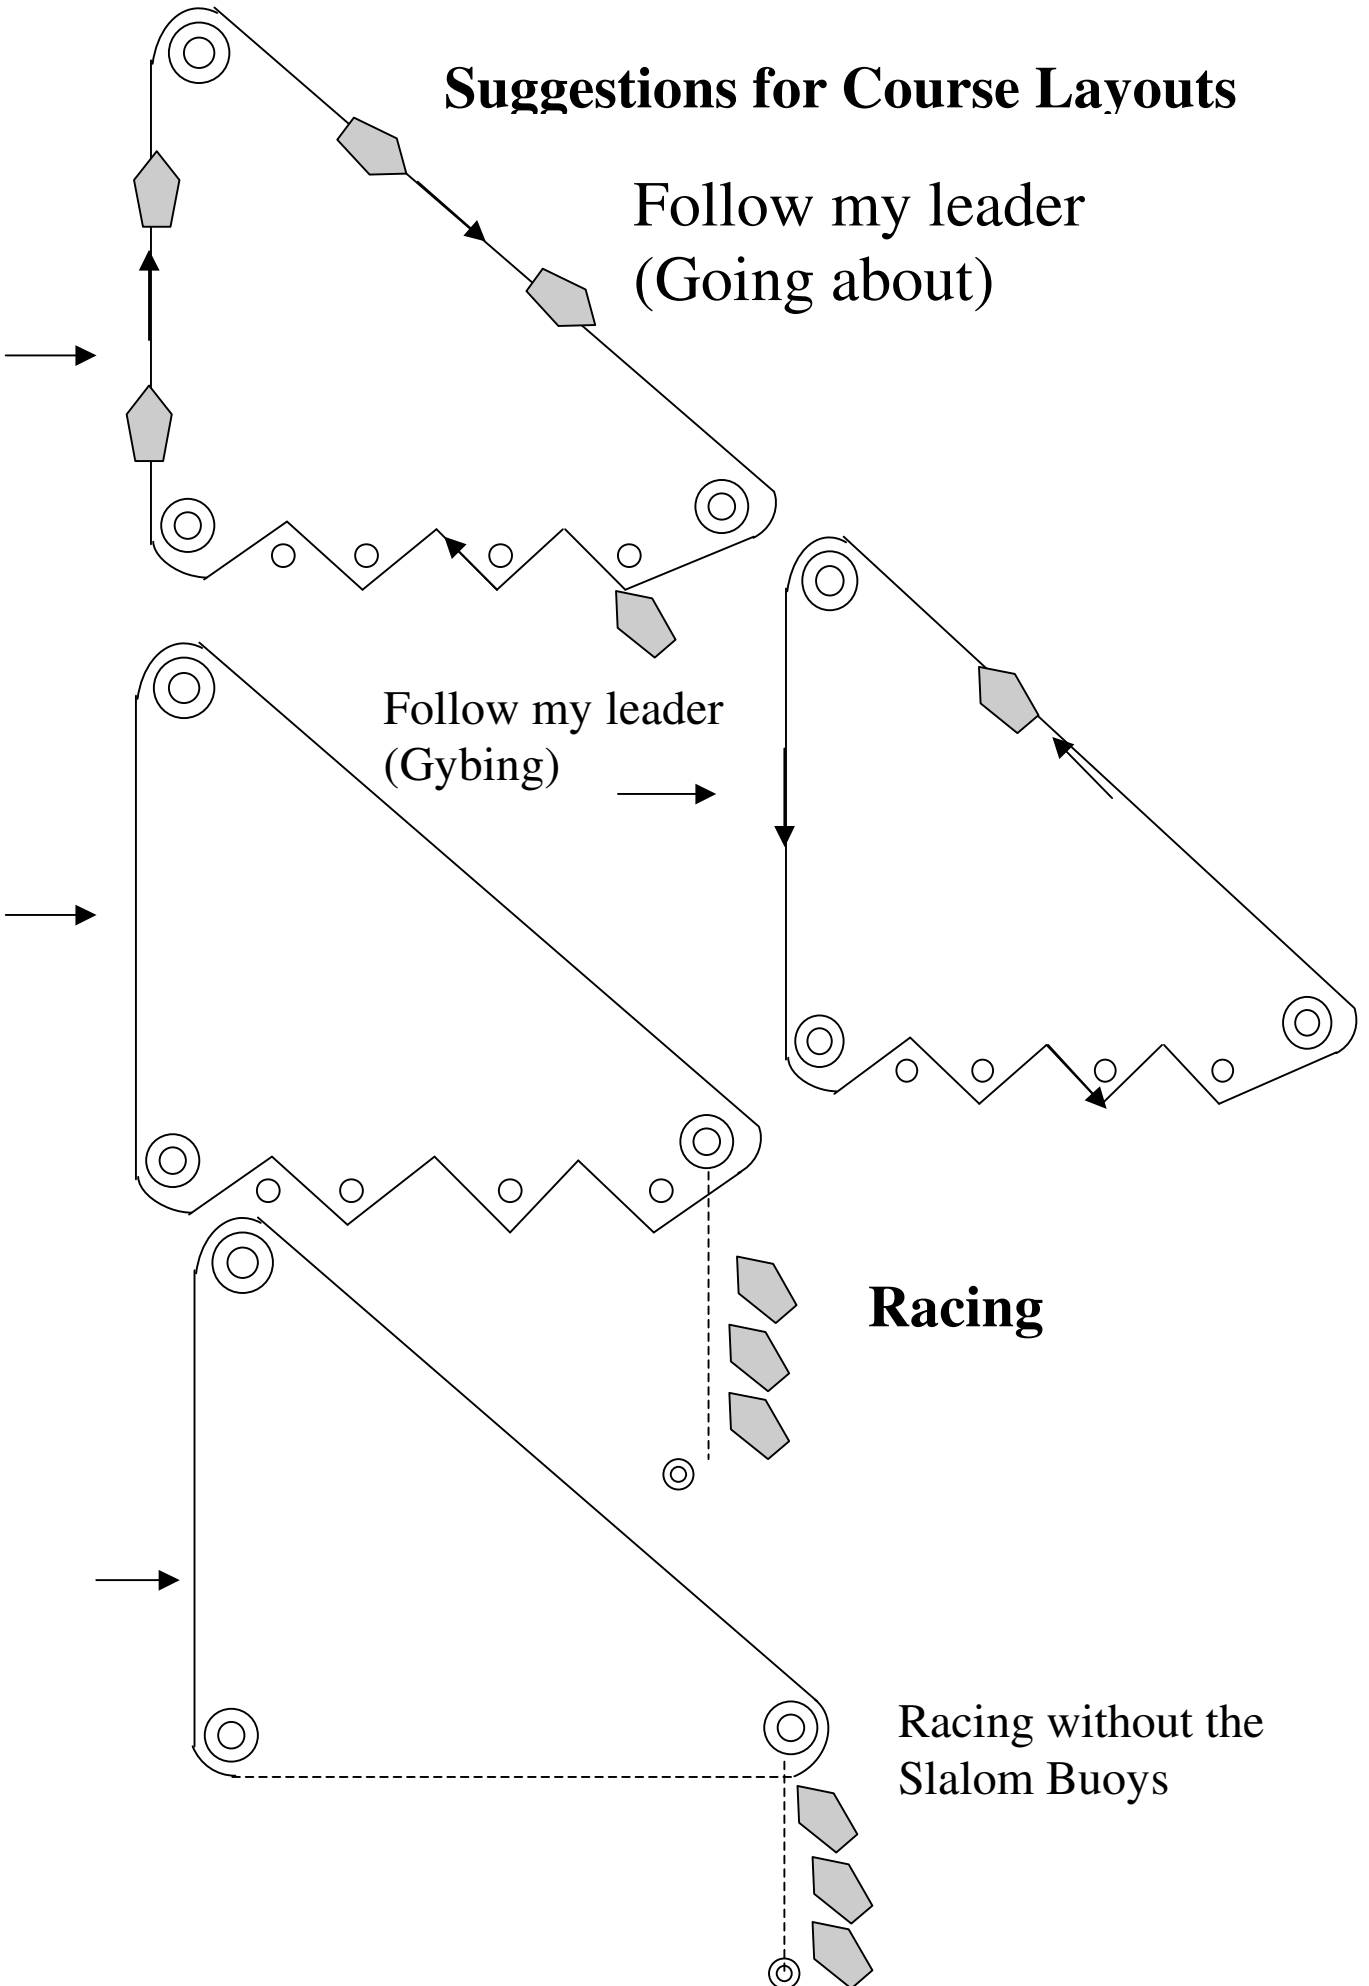 Suggestions for Course Layouts
Follow my leader
(Going about)
Follow my leader
(Gybing)
Racing
Racing without the
Slalom Buoys